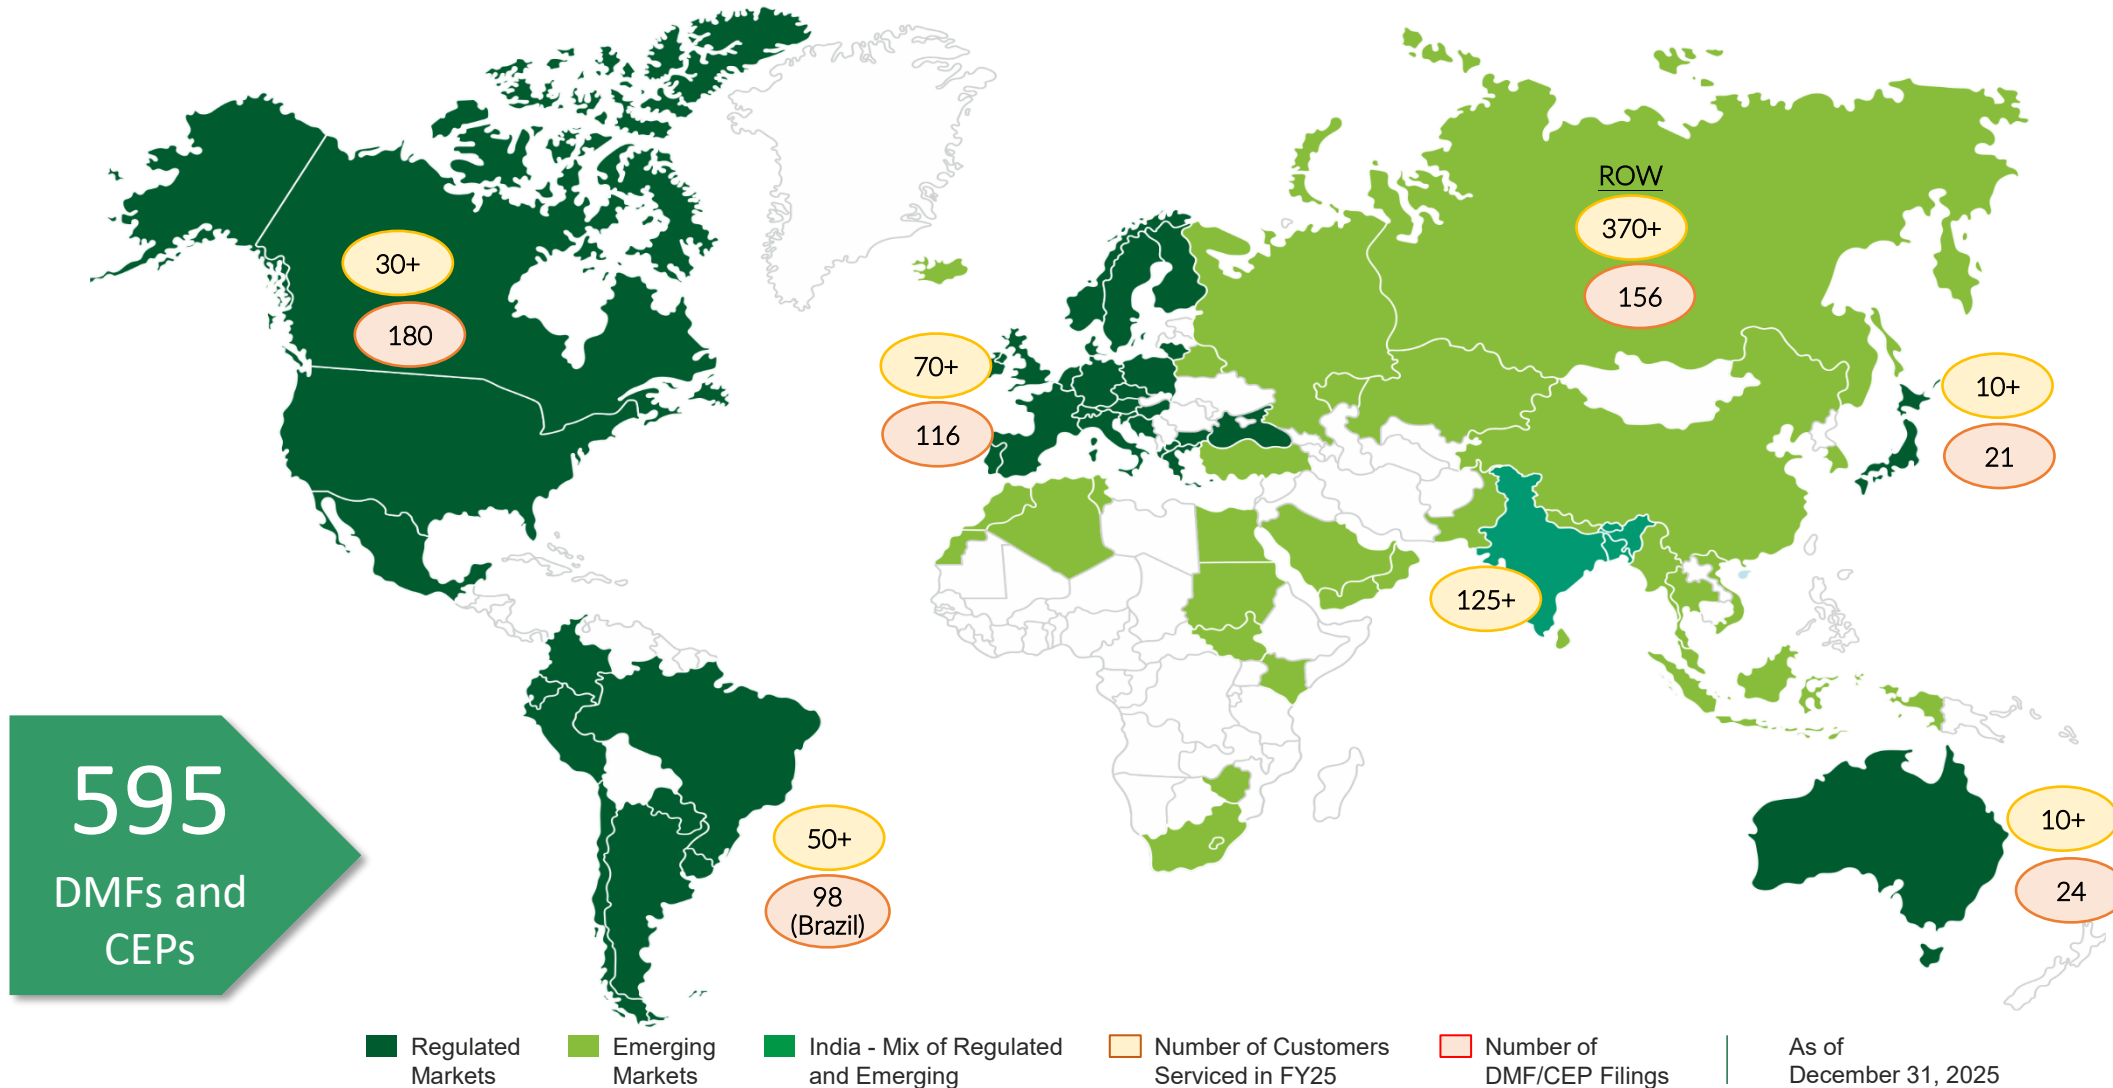 ROW
370+
156
30+
180
70+
116
10+
21
125+
595
DMFs and
CEPs
50+
98
(Brazil)
10+
24
Regulated
Markets
Emerging
Markets
India - Mix of Regulated
and Emerging
Number of Customers
Serviced in FY25
Number of
DMF/CEP Filings
As of
December 31, 2025